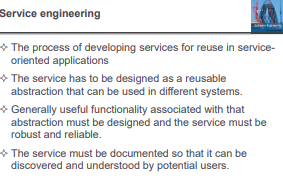 Service engineering
✧ The process of developing services for reuse in service-
oriented applications
✧ The service has to be designed as a reusable
abstraction that can be used in different systems.
✧ Generally useful functionality associated with that
abstraction must be designed and the service must be
robust and reliable.
✧ The service must be documented so that it can be
discovered and understood by potential users.